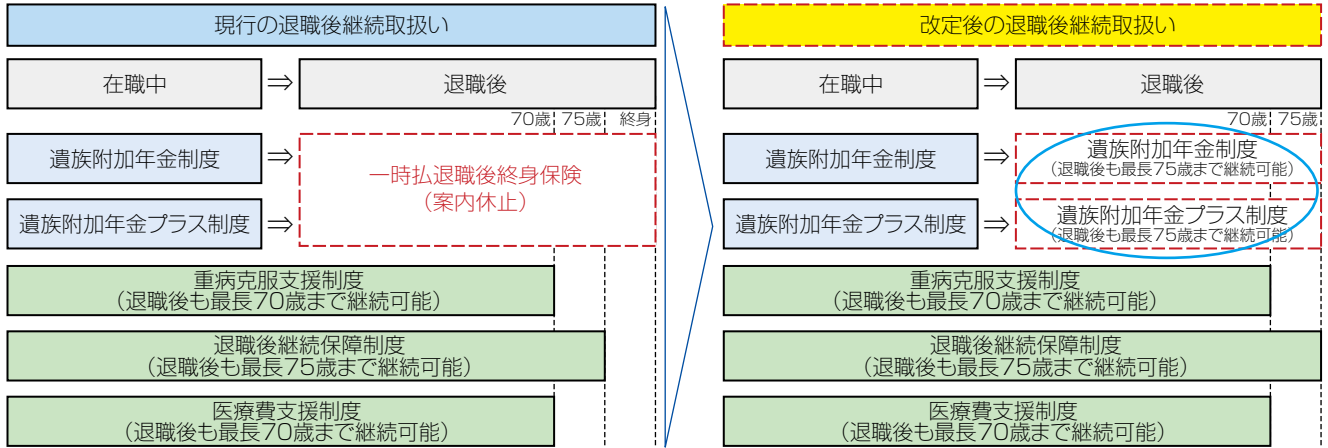 現行の退職後継続取扱い
在職中
⇒
退職後
70歳
75歳
終身
遺族附加年金制度
⇒
一時払退職後終身保険
(案内休止)
遺族附加年金プラス制度
⇒
重病克服支援制度
(退職後も最長70歳まで継続可能)
退職後継続保障制度
(退職後も最長75歳まで継続可能)
医療費支援制度
(退職後も最長70歳まで継続可能)
改定後の退職後継続取扱い
在職中
⇒
退職後
70歳
75歳
遺族附加年金制度
⇒
遺族附加年金制度
(退職後も最長75歳まで継続可能)
遺族附加年金プラス制度
⇒
遺族附加年金プラス制度
(退職後も最長75歳まで継続可能)
重病克服支援制度
(退職後も最長70歳まで継続可能)
退職後継続保障制度
(退職後も最長75歳まで継続可能)
医療費支援制度
(退職後も最長70歳まで継続可能)